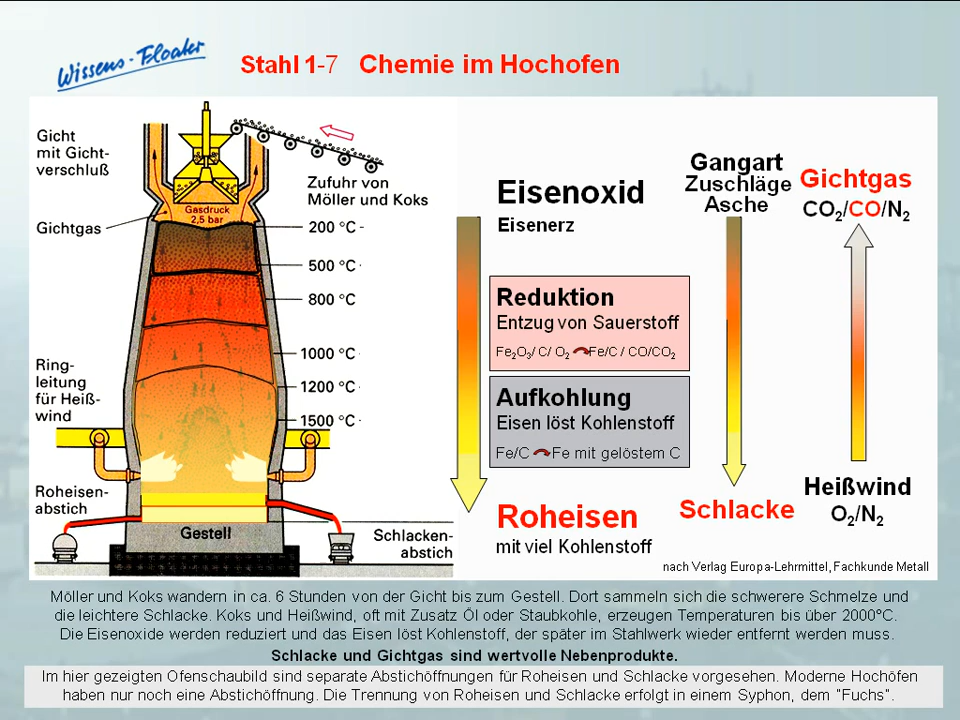 Wissens-Floater
Stahl 1-7 Chemie im Hochofen
Gicht
mit Gicht-
verschluß
Gichtgas
Ring-
leitung
für Heiß-
wind
Roheisen-
abstich
Gasdruck
2,5 bar
Zufuhr von
Möller und Koks
200 °C
500 °C
800 °C
1000 °C
1200 °C
1500 °C
Gestell
Schlacken-
abstich
Eisenoxid
Eisenerz
Reduktion
Entzug von Sauerstoff
Fe₂O₃/ C/ O₂ Fe/C / CO/CO₂
Aufkohlung
Eisen löst Kohlenstoff
Fe/C Fe mit gelöstem C
Roheisen
mit viel Kohlenstoff
Gangart
Zuschläge
Asche
Schlacke
Gichtgas
CO₂/CO/N₂
Heißwind
O₂/N₂
nach Verlag Europa-Lehrmittel, Fachkunde Metall
Möller und Koks wandern in ca. 6 Stunden von der Gicht bis zum Gestell. Dort sammeln sich die schwerere Schmelze und
die leichtere Schlacke. Koks und Heißwind, oft mit Zusatz Öl oder Staubkohle, erzeugen Temperaturen bis über 2000°C.
Die Eisenoxide werden reduziert und das Eisen löst Kohlenstoff, der später im Stahlwerk wieder entfernt werden muss.
Schlacke und Gichtgas sind wertvolle Nebenprodukte.
Im hier gezeigten Ofenschaubild sind separate Abstichöffnungen für Roheisen und Schlacke vorgesehen. Moderne Hochöfen
haben nur noch eine Abstichöffnung. Die Trennung von Roheisen und Schlacke erfolgt in einem Syphon, dem "Fuchs".